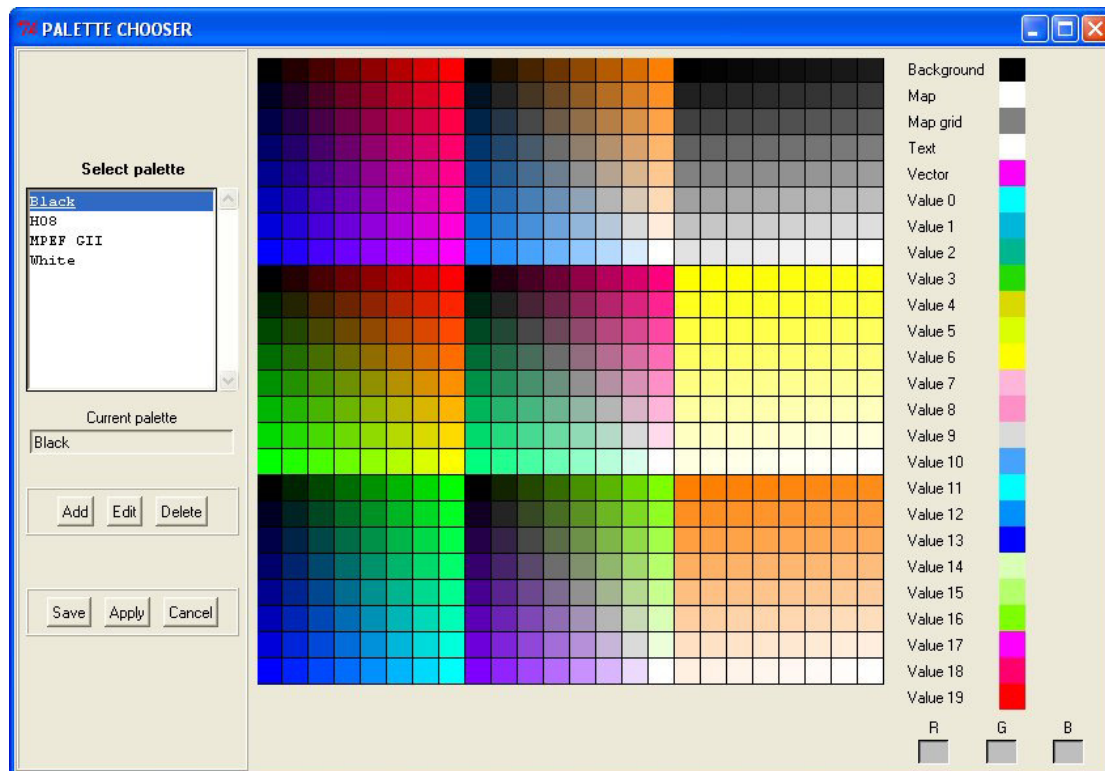 PALETTE CHOOSER
Select palette
Black
H08
MPEF GII
White
Current palette
Black
Add Edit Delete
Save Apply Cancel
Background
Map
Map grid
Text
Vector
Value 0
Value 1
Value 2
Value 3
Value 4
Value 5
Value 6
Value 7
Value 8
Value 9
Value 10
Value 11
Value 12
Value 13
Value 14
Value 15
Value 16
Value 17
Value 18
Value 19
R G B